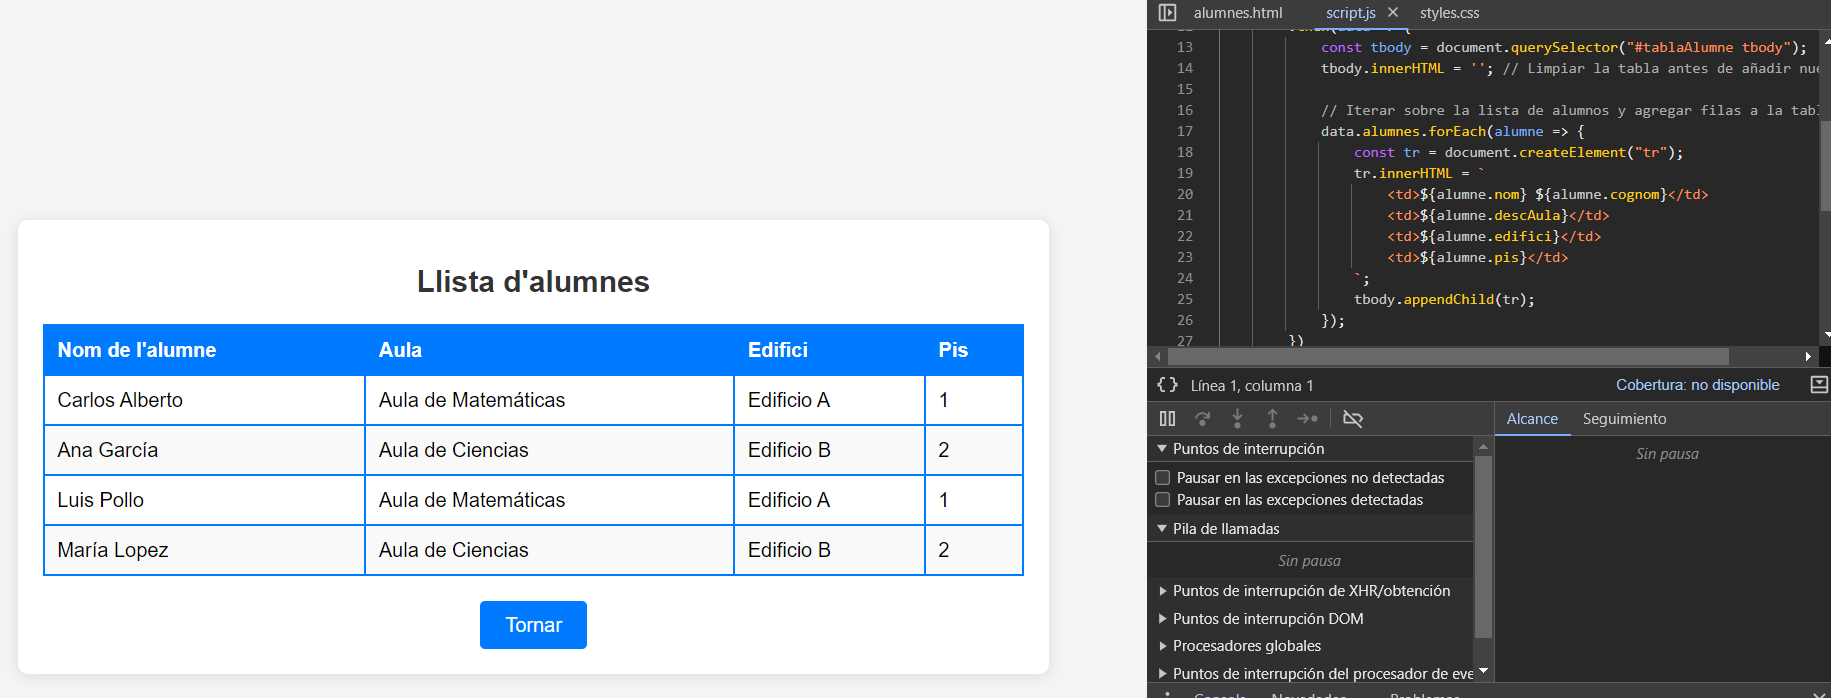 Llista d'alumnes
Nom de l'alumne Aula Edifici Pis
Carlos Alberto Aula de Matemáticas Edificio A 1
Ana García Aula de Ciencias Edificio B 2
Luis Pollo Aula de Matemáticas Edificio A 1
María Lopez Aula de Ciencias Edificio B 2
Tornar
alumnes.html script.js × styles.css
13 const tbody = document.querySelector("#tablaAlumne tbody");
14 tbody.innerHTML = ''; // Limpiar la tabla antes de añadir nue
15
16 // Iterar sobre la lista de alumnos y agregar filas a la tabl
17 data.alumnes.forEach(alumne => {
18 const tr = document.createElement("tr");
19 tr.innerHTML = `
20 <td>${alumne.nom} ${alumne.cognom}</td>
21 <td>${alumne.descAula}</td>
22 <td>${alumne.edifici}</td>
23 <td>${alumne.pis}</td>
24 `;
25 tbody.appendChild(tr);
26 });
27 })
{} Línea 1, columna 1 Cobertura: no disponible
Alcance Seguimiento
Puntos de interrupción
Sin pausa
Pausar en las excepciones no detectadas
Pausar en las excepciones detectadas
Pila de llamadas
Sin pausa
Puntos de interrupción de XHR/obtención
Puntos de interrupción DOM
Procesadores globales
Puntos de interrupción del procesador de eve
Consola Novedades Problemas